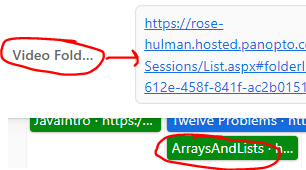 https://rose-
hulman.hosted.panopto.co
Video Fold...
Sessions/List.aspx#folderI
612e-458f-841f-ac2b0151
JavaIntro · https:/...
Twelve Problems · h...
ArraysAndLists · h...